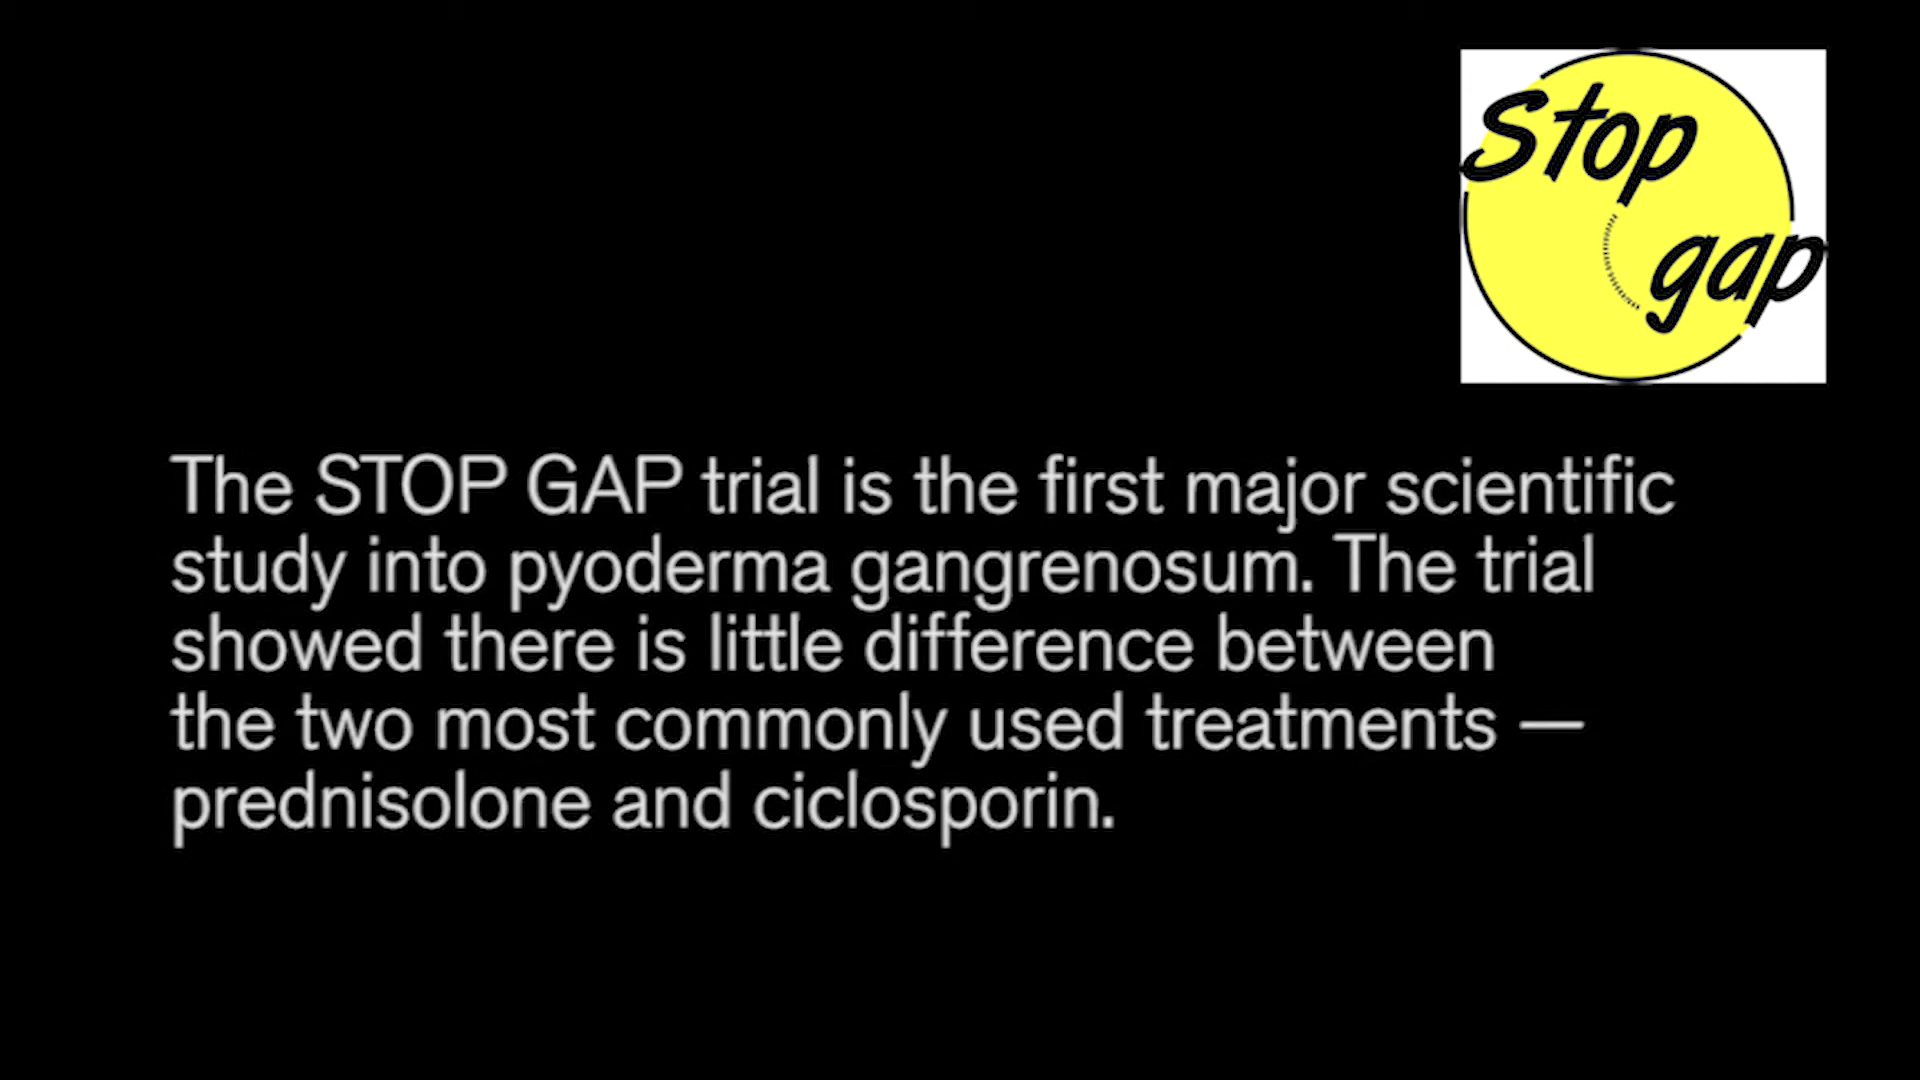 Stop
gap
The STOP GAP trial is the first major scientific
study into pyoderma gangrenosum. The trial
showed there is little difference between
the two most commonly used treatments —
prednisolone and ciclosporin.